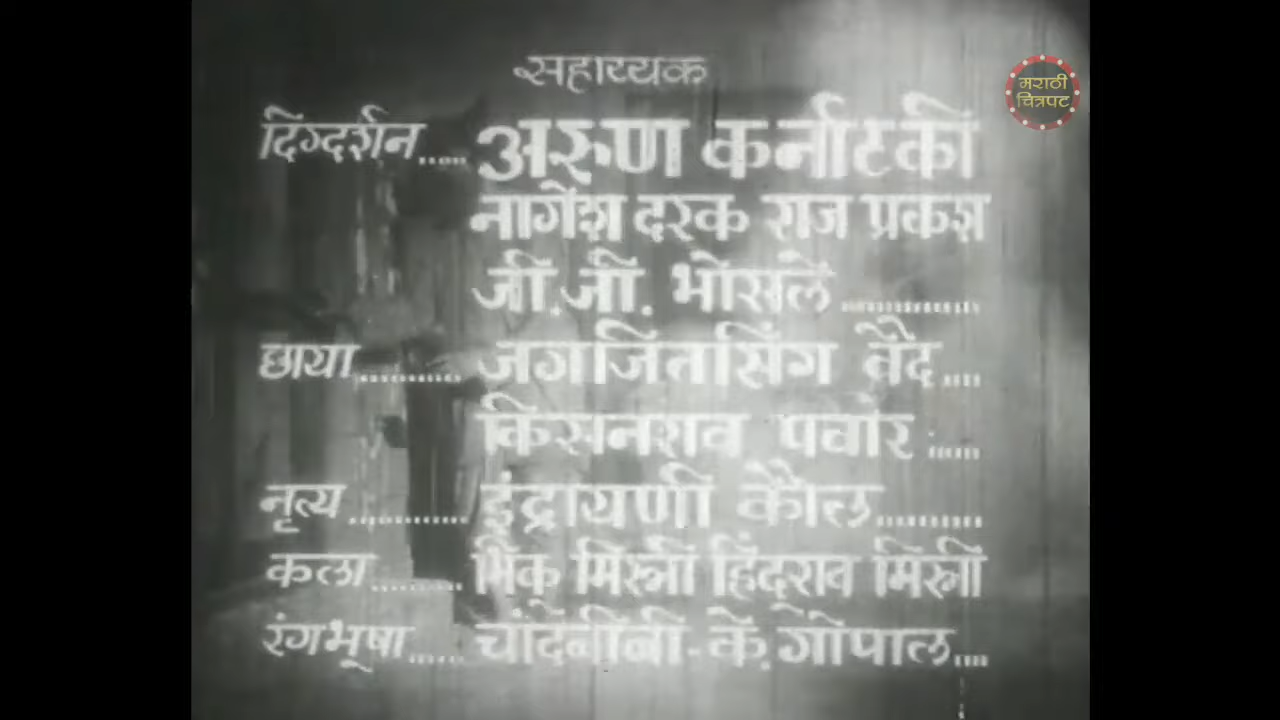 सहाय्यक
दिग्दर्शन..... अरुण कर्नाटकी
नागेश दरक राज प्रकाश
जी. जी. भोसले ..............
छाया........... जगजितसिंग वैद....
किसनराव पवार .....
नृत्य ............ इंद्रायणी कौल...........
कला......... मिस्त्री हिंदुराव मिस्त्री
रंगभूषा...... के. गोपाल....
मराठी
चित्रपट